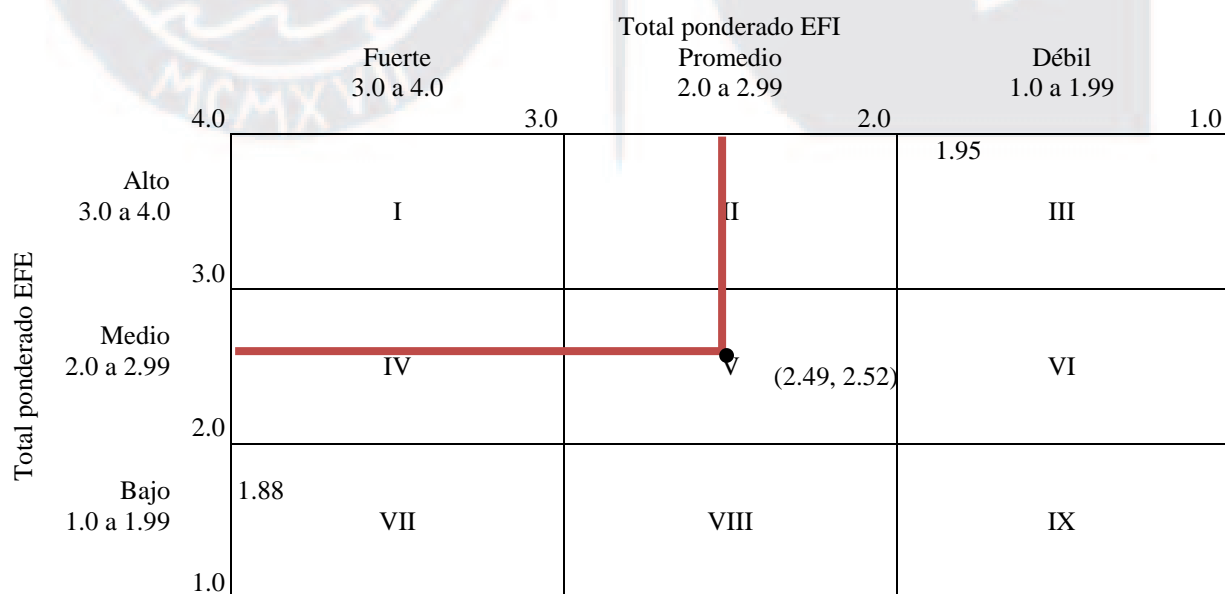 Total ponderado EFI
Fuerte Promedio Débil
3.0 a 4.0 2.0 a 2.99 1.0 a 1.99
4.0 3.0 2.0 1.0
1.95
Alto
3.0 a 4.0 I II III
3.0
Total ponderado EFE
Medio
2.0 a 2.99 IV V (2.49, 2.52) VI
2.0
Bajo 1.88
1.0 a 1.99 VII VIII IX
1.0
MCMXVII